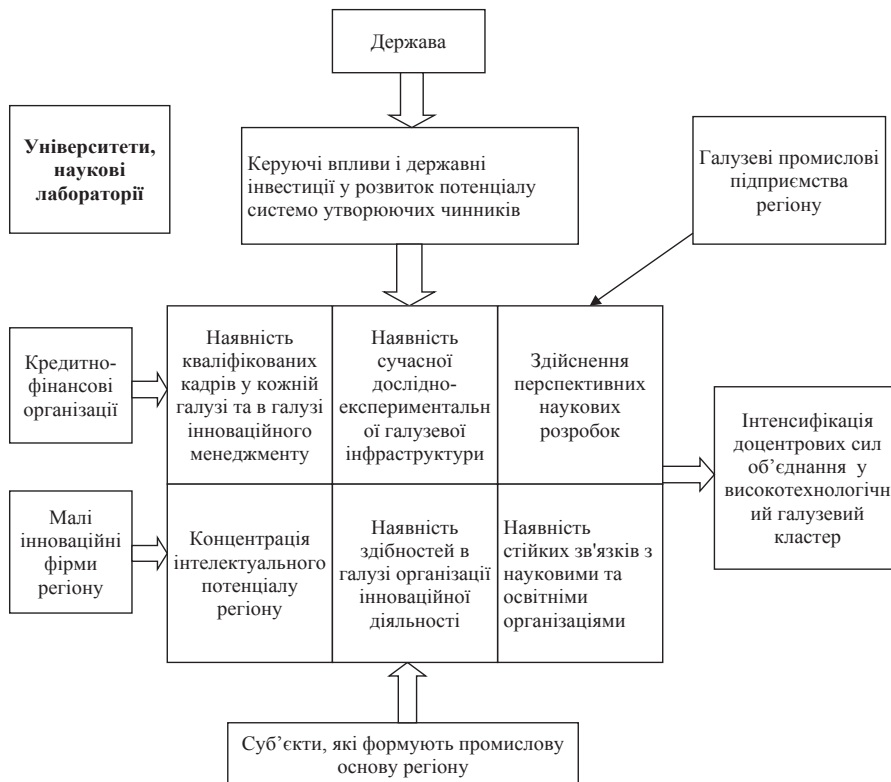 Держава
Університети,
наукові
лабораторії
Керуючі впливи і державні
інвестиції у розвиток потенціалу
системо утворюючих чинників
Галузеві промислові
підприємства
регіону
Кредитно-
фінансові
організації
Наявність
кваліфікованих
кадрів у кожній
галузі та в галузі
інноваційного
менеджменту
Наявність
сучасної
дослідно-
експериментальн
ої галузевої
інфраструктури
Здійснення
перспективних
наукових
розробок
Інтенсифікація
доцентрових сил
об’єднання у
високотехнологічн
ий галузевий
кластер
Малі
інноваційні
фірми
регіону
Концентрація
інтелектуального
потенціалу
регіону
Наявність
здібностей в
галузі організації
інноваційної
діяльності
Наявність
стійких зв'язків з
науковими та
освітніми
організаціями
Суб’єкти, які формують промислову
основу регіону